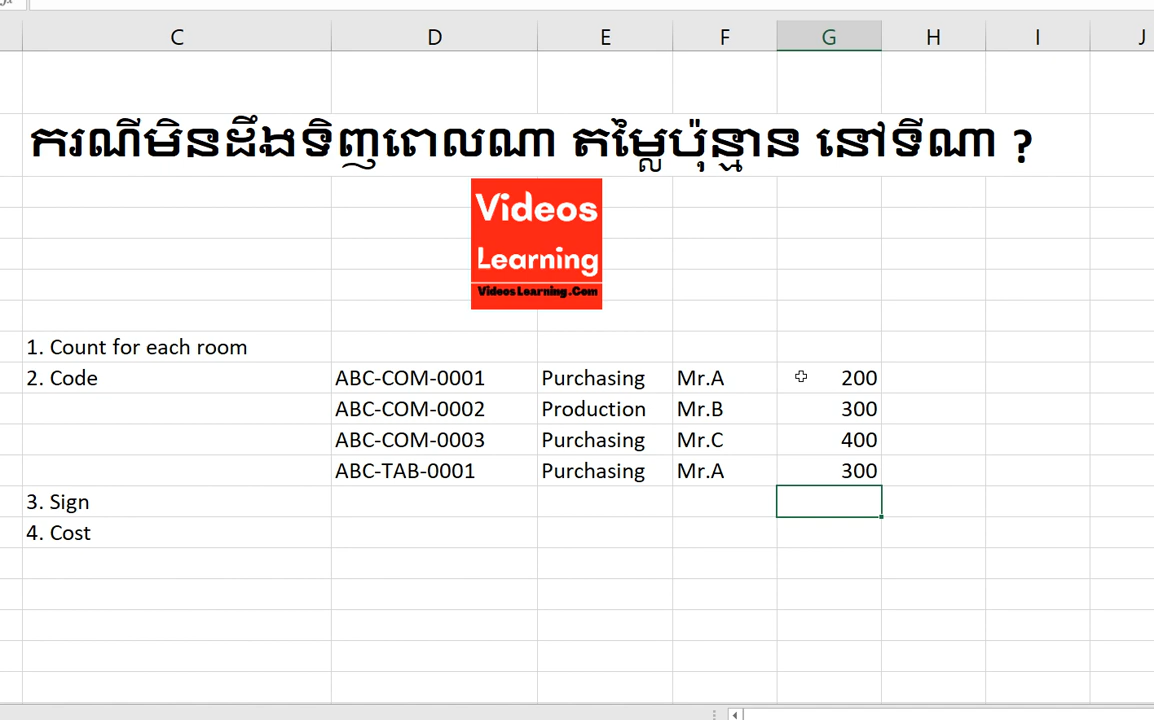 C D E F G H I J
ករណីមិនដឹងទិញពេលណា តម្លៃប៉ុន្មាន នៅទីណា ?
Videos
Learning
VideosLearning.Com
1. Count for each room
2. Code ABC-COM-0001 Purchasing Mr.A 200
ABC-COM-0002 Production Mr.B 300
ABC-COM-0003 Purchasing Mr.C 400
ABC-TAB-0001 Purchasing Mr.A 300
3. Sign
4. Cost